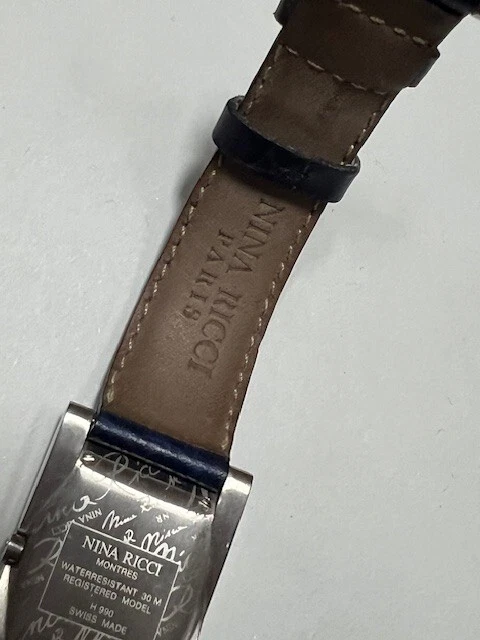 NINA RICCI
PARIS
NINA RICCI
MONTRES
WATERRESISTANT 30 M
REGISTERED MODEL
H 990
SWISS MADE